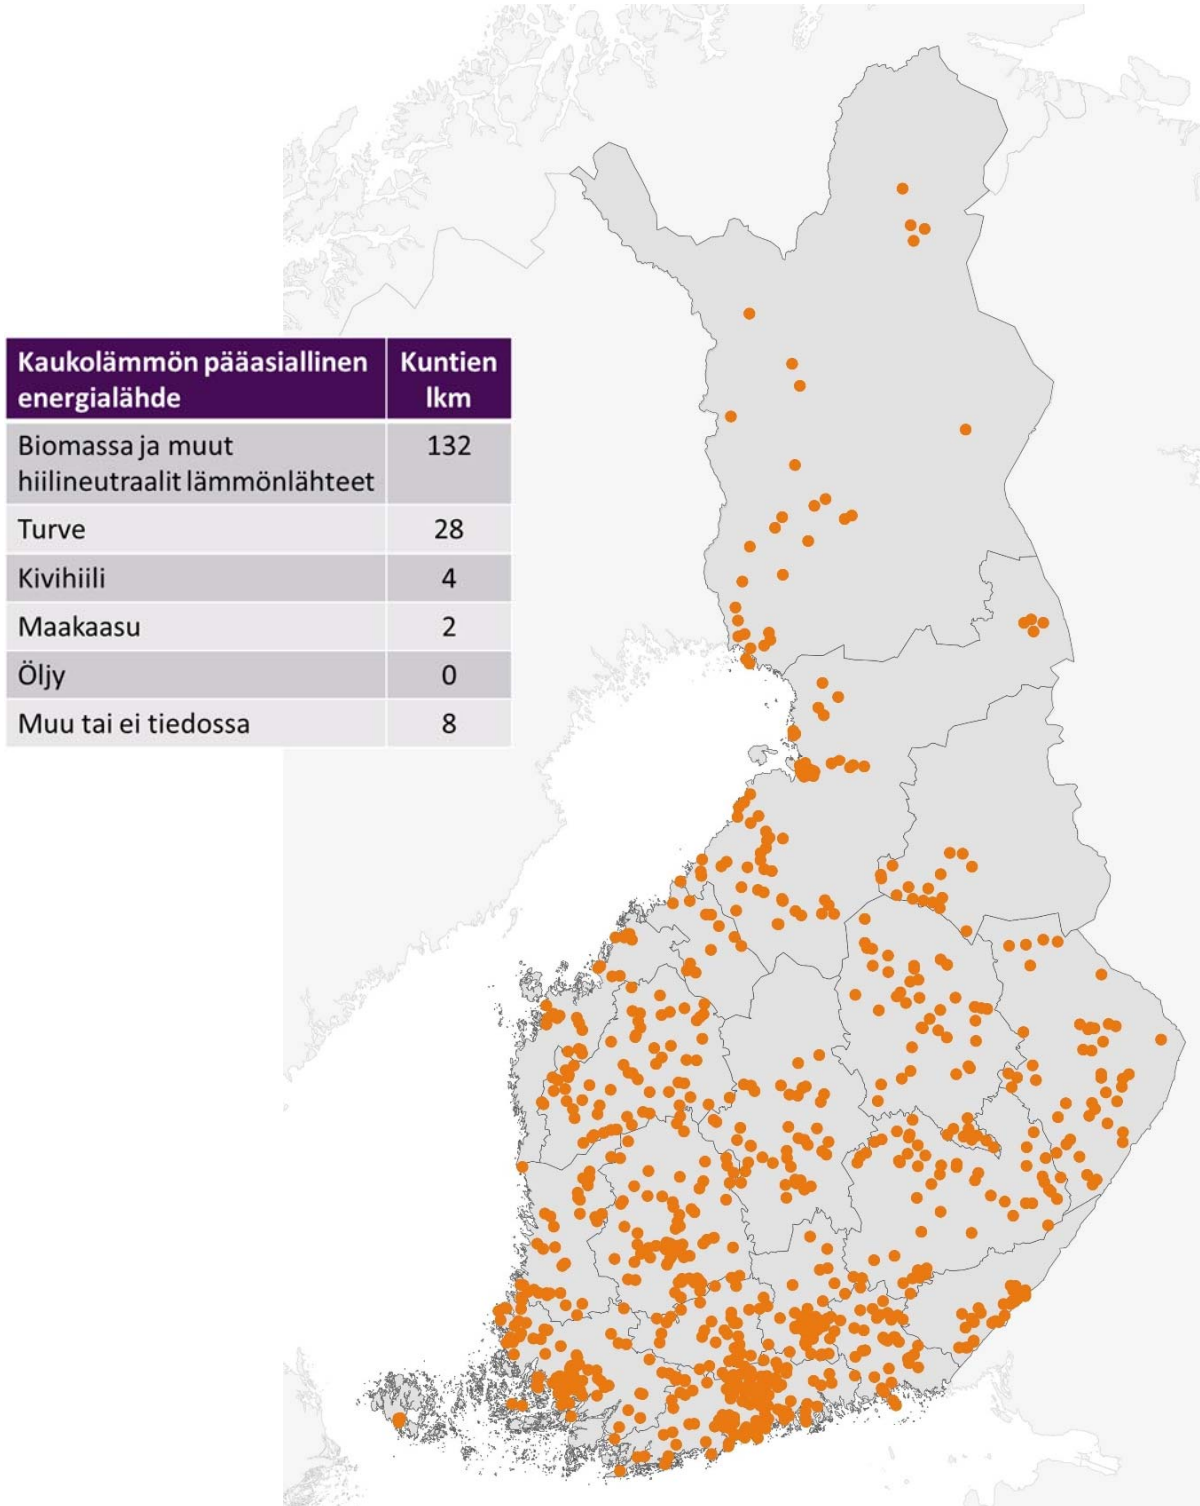 Kaukolämmön pääasiallinen energialähde
Kuntien lkm
Biomassa ja muut hiilineutraalit lämmönlähteet
132
Turve
28
Kivihiili
4
Maakaasu
2
Öljy
0
Muu tai ei tiedossa
8